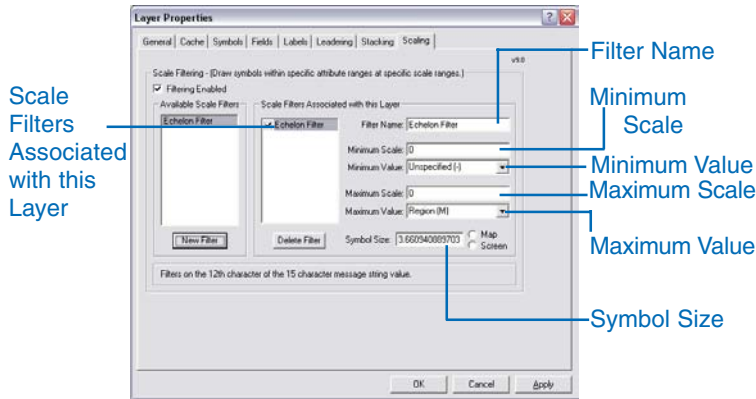 Layer Properties
General Cache Symbols Fields Labels Leadering Stacking Scaling
v9.0
Scale Filtering - (Draw symbols within specific attribute ranges at specific scale ranges.)
Filtering Enabled
Available Scale Filters
Echelon Filter
New Filter
Scale Filters Associated with this Layer
Echelon Filter
Delete Filter
Filter Name: Echelon Filter
Minimum Scale: 0
Minimum Value: Unspecified (-)
Maximum Scale: 0
Maximum Value: Region (M)
Symbol Size: 3.660940889703
Map
Screen
Filters on the 12th character of the 15 character message string value.
OK Cancel Apply
Scale
Filters
Associated
with this
Layer
Filter Name
Minimum
Scale
Minimum Value
Maximum Scale
Maximum Value
Symbol Size